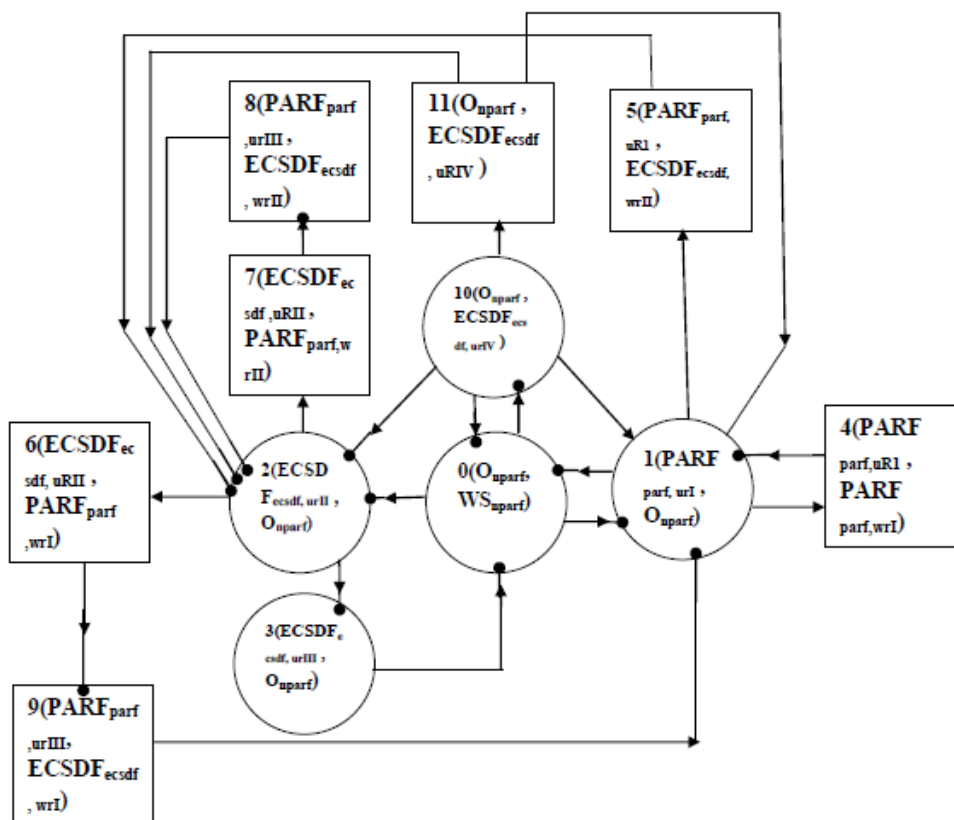 8(PARFparf
,urIII,
ECSDFecsdf
, wrII)
11(Onparf,
ECSDFecsdf
, uRIV)
5(PARFparf,
uR1,
ECSDFecsdf,
wrII)
7(ECSDFec
sdf ,uRII,
PARFparf,w
rII)
10(Onparf,
ECSDFecs
df, urIV)
6(ECSDFec
sdf, uRII,
PARFparf
,wrI)
2(ECSD
Fecsdf, urII,
Onparf)
0(Onparf,
WSnparf)
1(PARF
parf, urI,
Onparf)
4(PARF
parf,uR1,
PARF
parf,wrI)
3(ECSDFe
csdf, urIII,
Onparf)
9(PARFparf
,urIII,
ECSDFecsdf
, wrI)